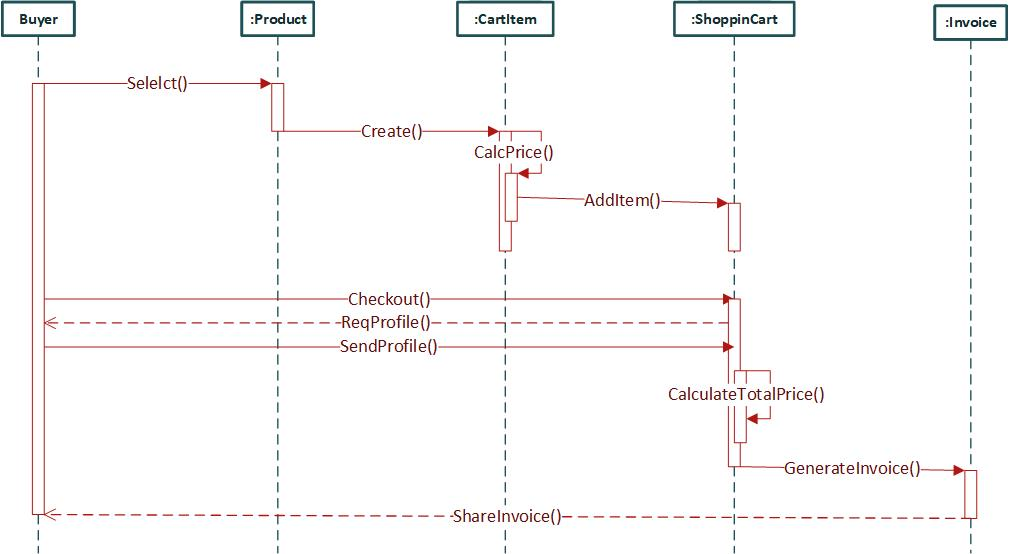 Buyer
:Product
:CartItem
:ShoppinCart
:Invoice
Selelct()
Create()
CalcPrice()
AddItem()
Checkout()
ReqProfile()
SendProfile()
CalculateTotalPrice()
GenerateInvoice()
ShareInvoice()